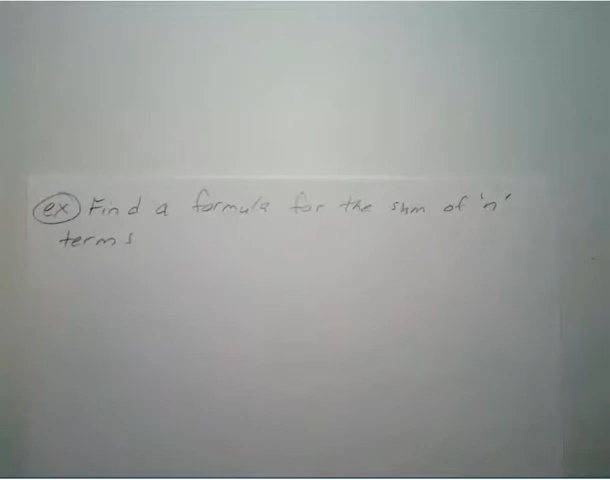 ex Find a formula for the sum of 'n'
terms